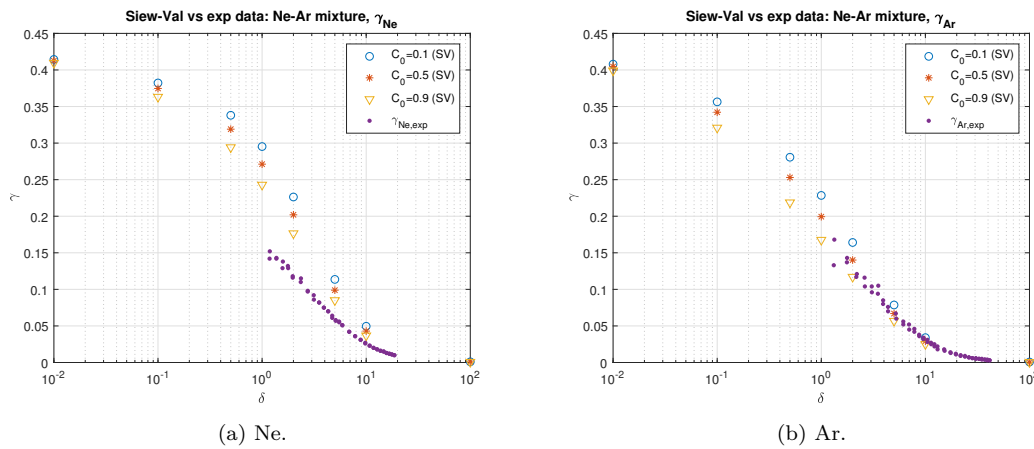 Siew-Val vs exp data: Ne-Ar mixture, γNe
0.45
0.4
0.35
0.3
0.25
0.2
0.15
0.1
0.05
0
γ
10-2
10-1
100
101
102
δ
C0=0.1 (SV)
C0=0.5 (SV)
C0=0.9 (SV)
γNe,exp
(a) Ne.
Siew-Val vs exp data: Ne-Ar mixture, γAr
0.45
0.4
0.35
0.3
0.25
0.2
0.15
0.1
0.05
0
γ
10-2
10-1
100
101
102
δ
C0=0.1 (SV)
C0=0.5 (SV)
C0=0.9 (SV)
γAr,exp
(b) Ar.